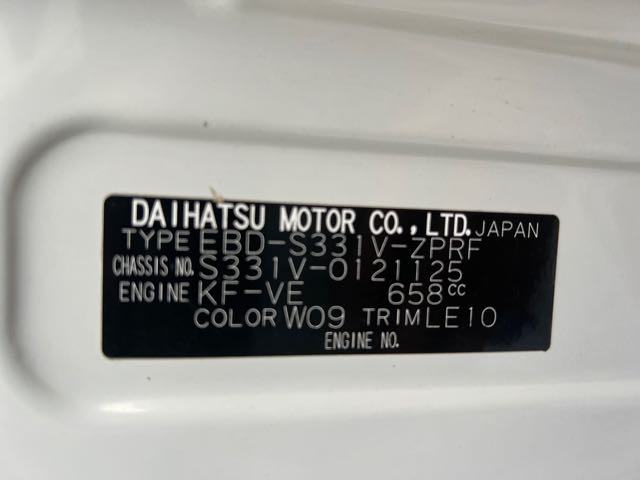 DAIHATSU MOTOR CO.,LTD. JAPAN
TYPE EBD-S331V-ZPRF
CHASSIS NO. S331V-0121125
ENGINE KF-VE 658cc
COLOR W09 TRIM LE10
ENGINE NO.